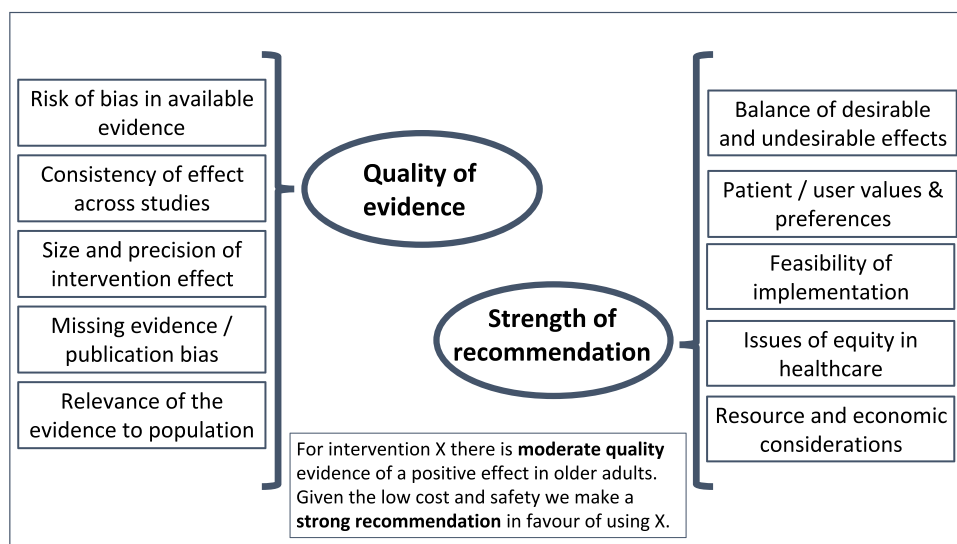 Risk of bias in available
evidence
Consistency of effect
across studies
Size and precision of
intervention effect
Missing evidence /
publication bias
Relevance of the
evidence to population
Quality of
evidence
Strength of
recommendation
Balance of desirable
and undesirable effects
Patient / user values &
preferences
Feasibility of
implementation
Issues of equity in
healthcare
Resource and economic
considerations
For intervention X there is moderate quality
evidence of a positive effect in older adults.
Given the low cost and safety we make a
strong recommendation in favour of using X.